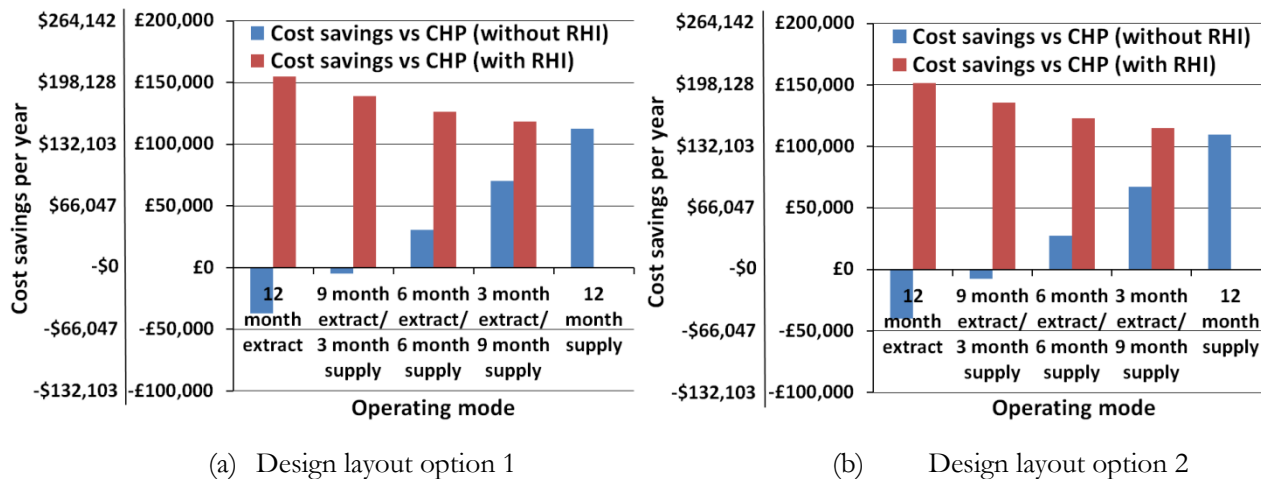 $264,142
£200,000
Cost savings vs CHP (without RHI)
Cost savings vs CHP (with RHI)
$198,128
£150,000
$132,103
£100,000
$66,047
£50,000
-$0
£0
-$66,047
-£50,000
-$132,103
-£100,000
Cost savings per year
12
month
extract
9 month
extract/
3 month
supply
6 month
extract/
6 month
supply
3 month
extract/
9 month
supply
12
month
supply
Operating mode
(a) Design layout option 1
$264,142
£200,000
Cost savings vs CHP (without RHI)
Cost savings vs CHP (with RHI)
$198,128
£150,000
$132,103
£100,000
$66,047
£50,000
-$0
£0
-$66,047
-£50,000
-$132,103
-£100,000
Cost savings per year
12
month
extract
9 month
extract/
3 month
supply
6 month
extract/
6 month
supply
3 month
extract/
9 month
supply
12
month
supply
Operating mode
(b) Design layout option 2